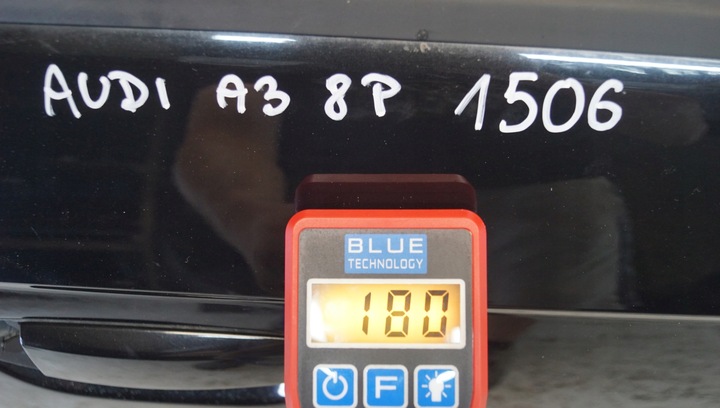 AUDI A3 8P 1506
BLUE
TECHNOLOGY
180
F